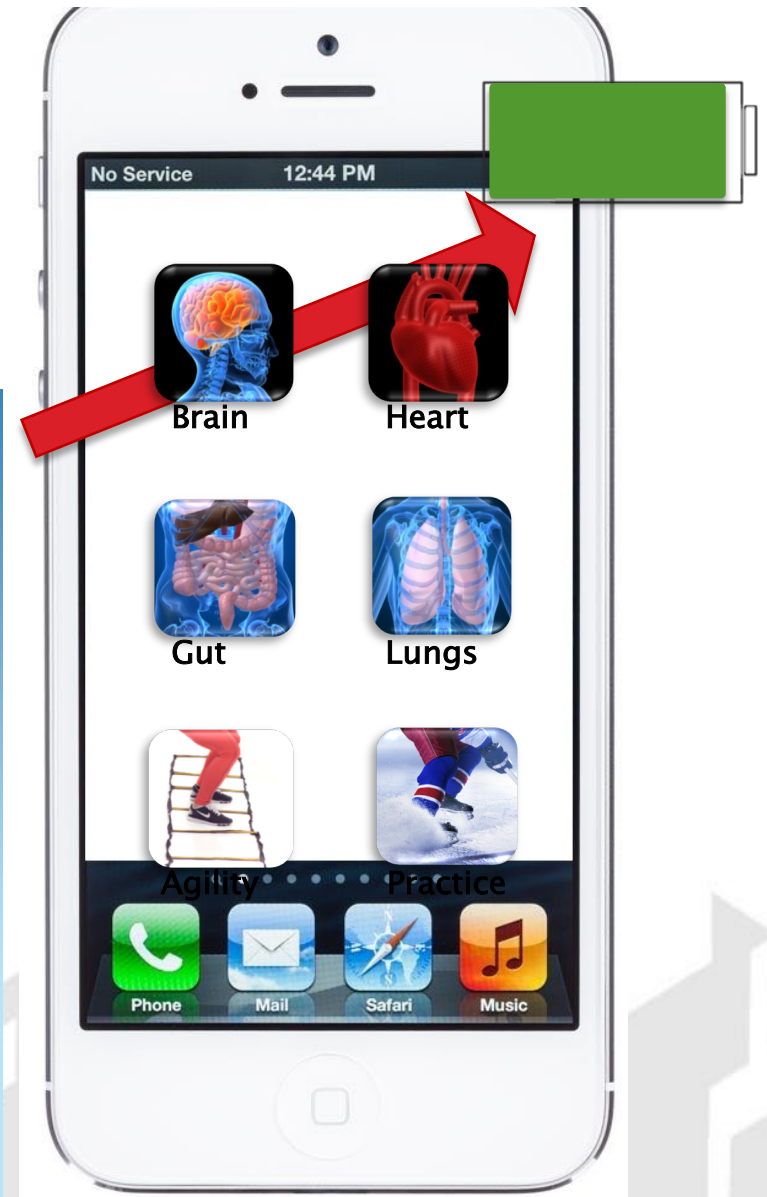 No Service 12:44 PM
Brain Heart
Gut Lungs
Agility Practice
Phone Mail Safari Music